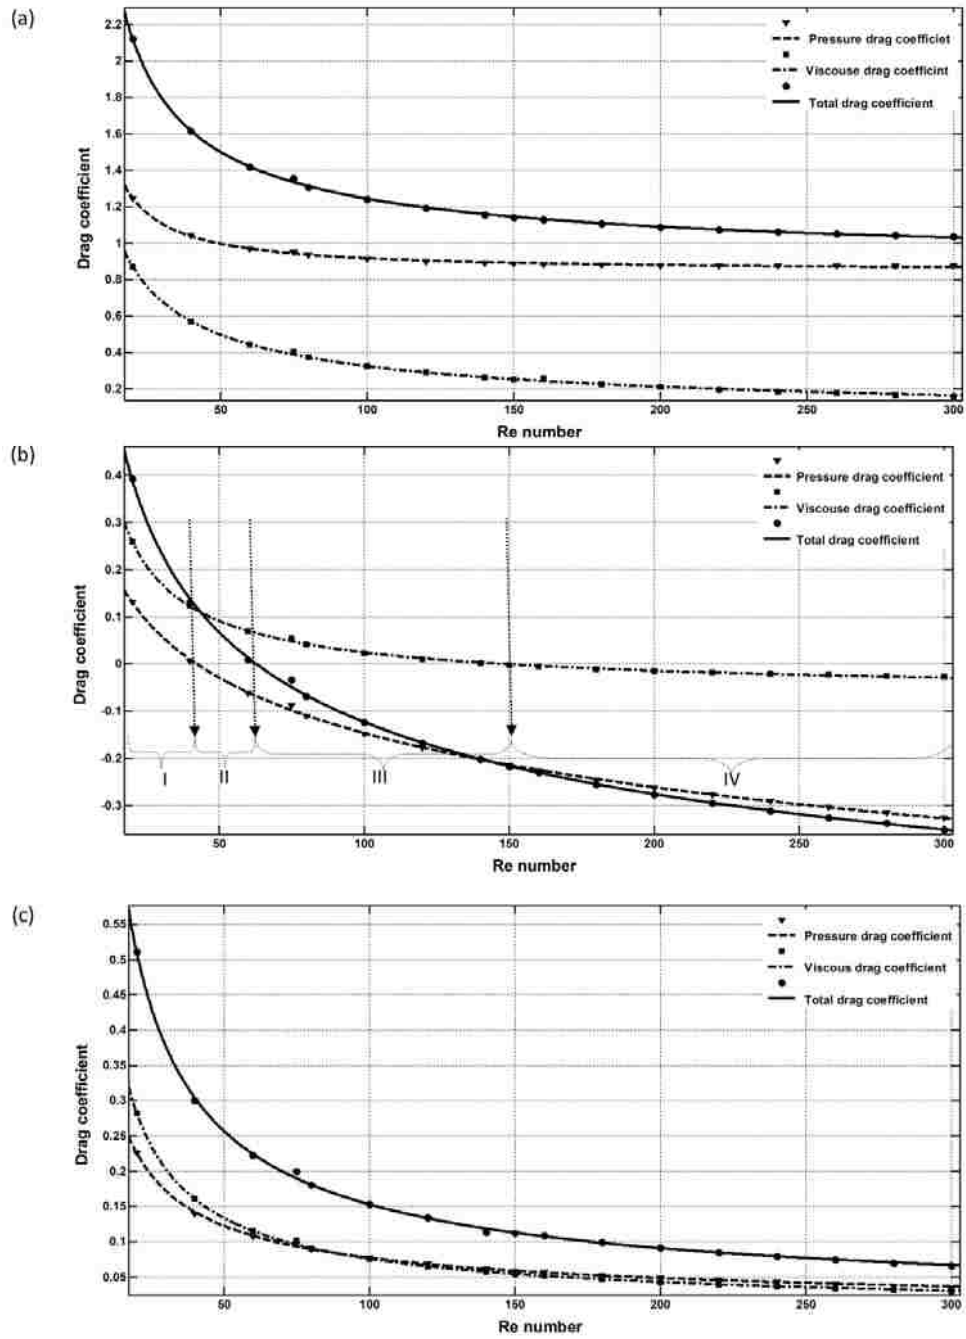 (a)
2.2
2
1.8
1.6
1.4
1.2
1
0.8
0.6
0.4
0.2
Drag coefficient
Pressure drag coefficiet
Viscouse drag coefficint
Total drag coefficient
50
100
150
200
250
300
Re number
(b)
0.4
0.3
0.2
0.1
0
-0.1
-0.2
-0.3
Drag coefficient
Pressure drag coefficient
Viscouse drag coefficient
Total drag coefficient
I
II
III
IV
50
100
150
200
250
300
Re number
(c)
0.55
0.5
0.45
0.4
0.35
0.3
0.25
0.2
0.15
0.1
0.05
Drag coefficient
Pressure drag coefficient
Viscous drag coefficient
Total drag coefficient
50
100
150
200
250
300
Re number